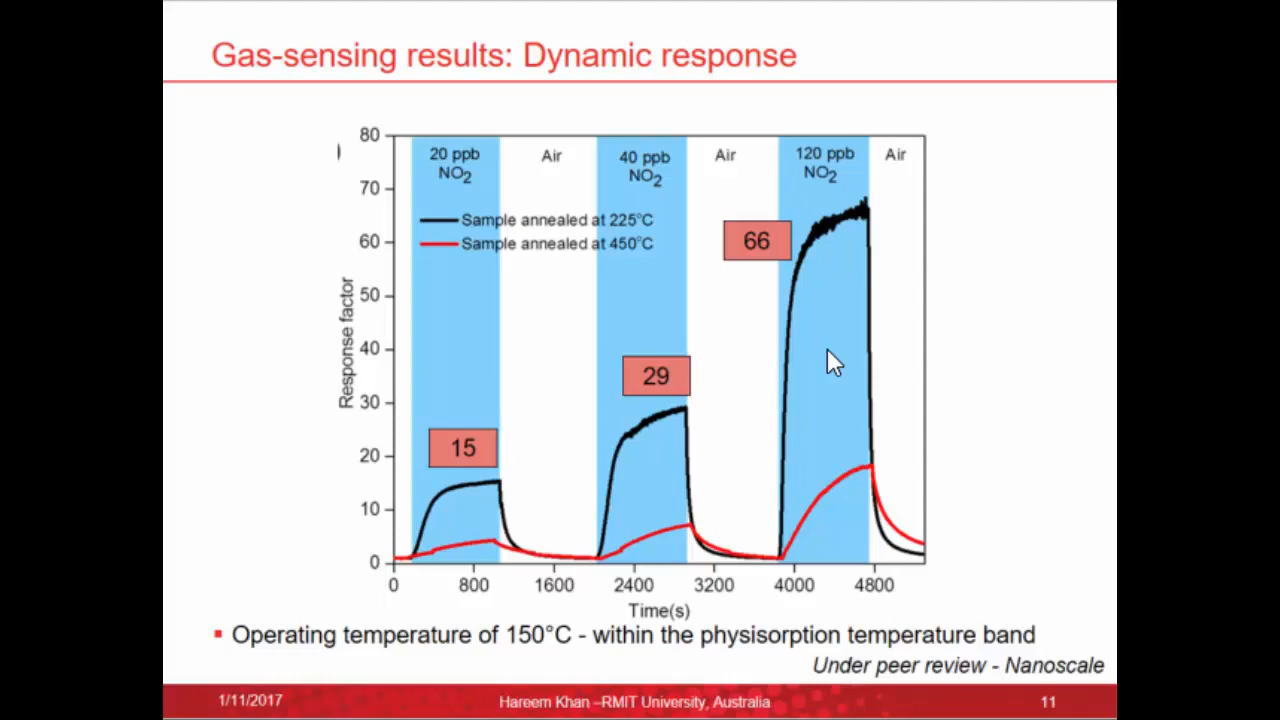 Gas-sensing results: Dynamic response
)
80
70
60
50
40
30
20
10
0
Response factor
20 ppb
NO2
Air
40 ppb
NO2
Air
120 ppb
NO2
Air
Sample annealed at 225°C
Sample annealed at 450°C
15
29
66
0 800 1600 2400 3200 4000 4800
Time(s)
Operating temperature of 150°C - within the physisorption temperature band
Under peer review - Nanoscale
1/11/2017
Hareem Khan –RMIT University, Australia
11